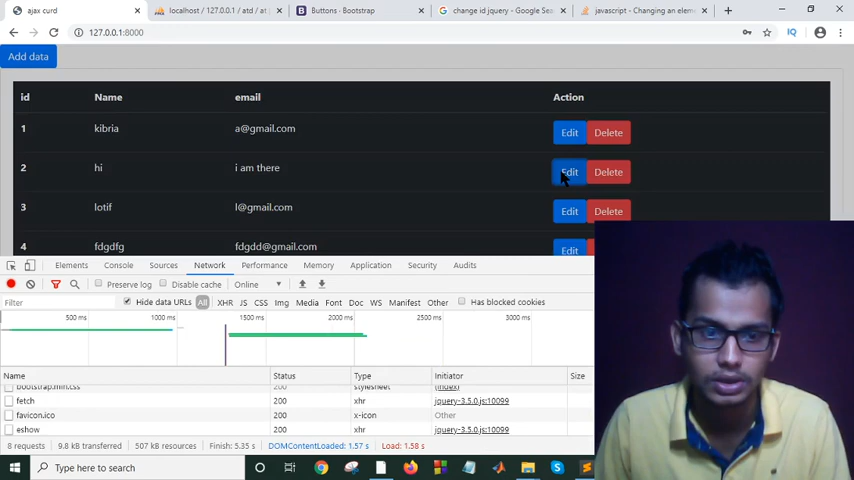 ajax curd
localhost / 127.0.0.1 / atd / at
Buttons · Bootstrap
change id jquery - Google Sea
javascript - Changing an elem
127.0.0.1:8000
IQ
Add data
id Name email Action
1 kibria a@gmail.com Edit Delete
2 hi i am there Edit Delete
3 lotif l@gmail.com Edit Delete
4 fdgdfg fdgdd@gmail.com Edit
Elements Console Sources Network Performance Memory Application Security Audits
Preserve log Disable cache Online
Filter Hide data URLs All XHR JS CSS Img Media Font Doc WS Manifest Other Has blocked cookies
500 ms 1000 ms 1500 ms 2000 ms 2500 ms 3000 ms
Name Status Type Initiator Size
bootstrap.min.css 200 stylesheet (index)
fetch 200 xhr jquery-3.5.0.js:10099
favicon.ico 200 x-icon Other
eshow 200 xhr jquery-3.5.0.js:10099
8 requests 9.8 kB transferred 507 kB resources Finish: 5.35 s DOMContentLoaded: 1.57 s Load: 1.58 s
Type here to search